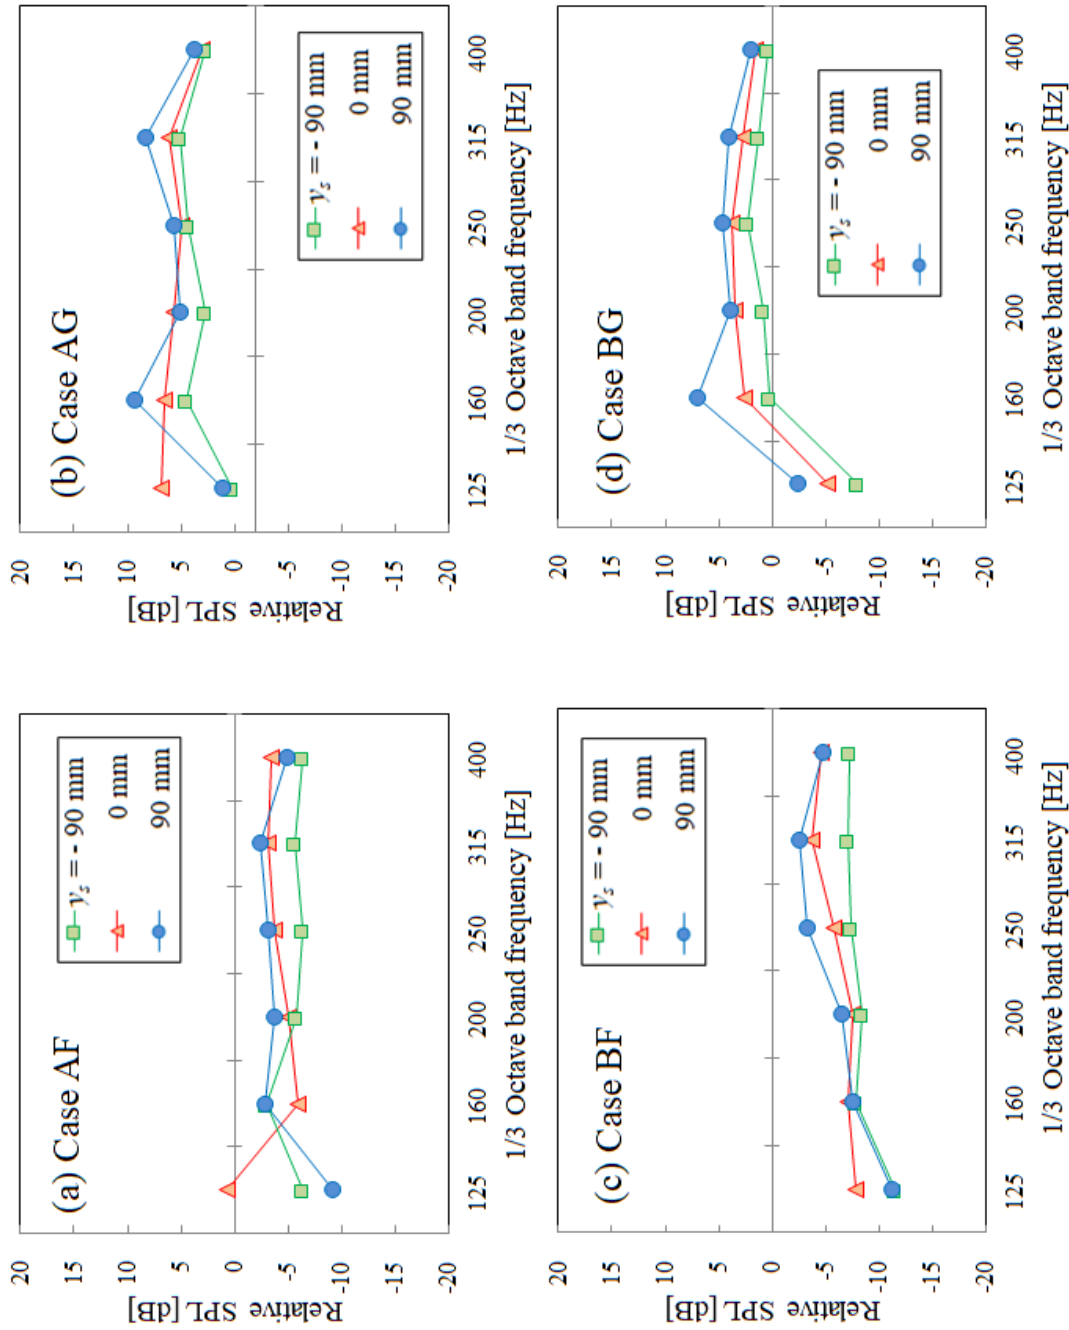 (a) Case AF
20
15
10
5
0
-5
-10
-15
-20
Relative SPL [dB]
125 160 200 250 315 400
1/3 Octave band frequency [Hz]
yₛ = - 90 mm
0 mm
90 mm
(b) Case AG
20
15
10
5
0
-5
-10
-15
-20
Relative SPL [dB]
125 160 200 250 315 400
1/3 Octave band frequency [Hz]
yₛ = - 90 mm
0 mm
90 mm
(c) Case BF
20
15
10
5
0
-5
-10
-15
-20
Relative SPL [dB]
125 160 200 250 315 400
1/3 Octave band frequency [Hz]
yₛ = - 90 mm
0 mm
90 mm
(d) Case BG
20
15
10
5
0
-5
-10
-15
-20
Relative SPL [dB]
125 160 200 250 315 400
1/3 Octave band frequency [Hz]
yₛ = - 90 mm
0 mm
90 mm